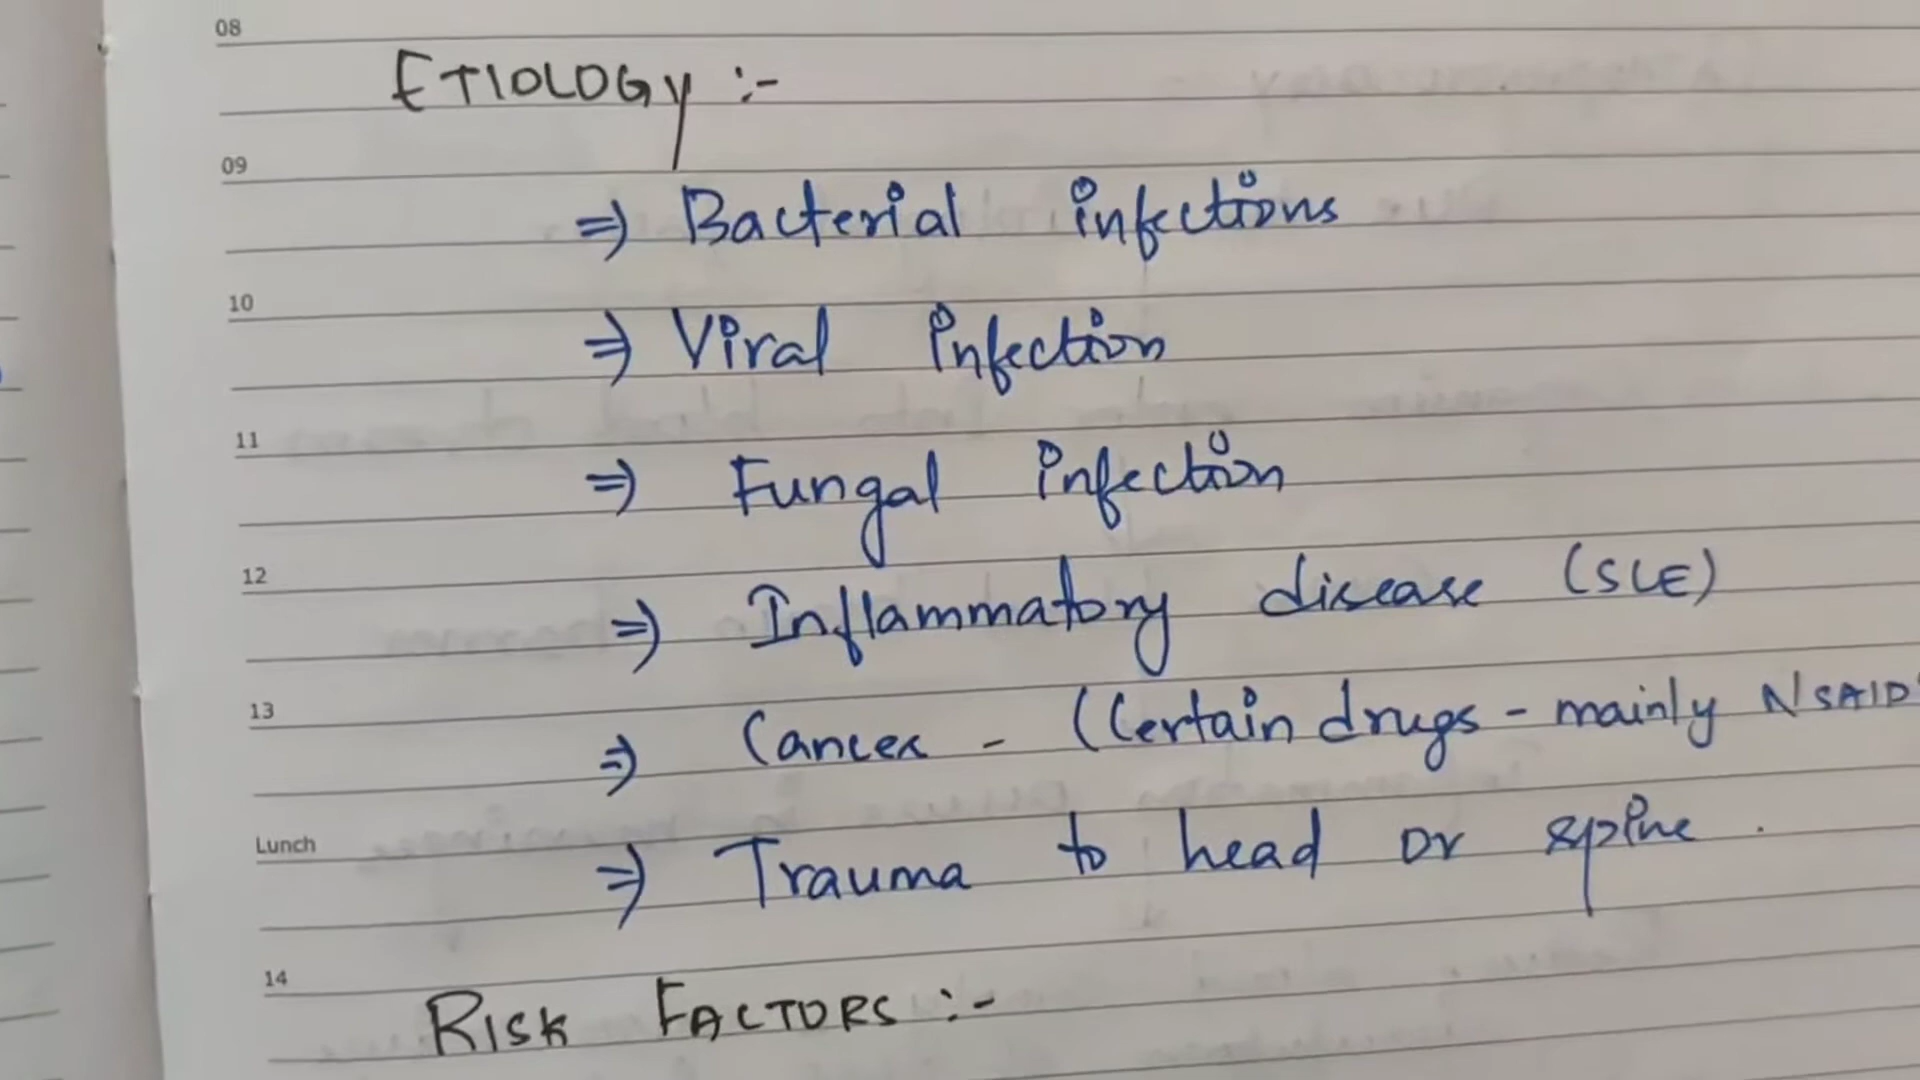 08
ETIOLOGY :-
09
⇒ Bacterial infections
10
⇒ Viral infection
11
⇒ Fungal infection
12
⇒ Inflammatory disease (SLE)
13
⇒ Cancer - (Certain drugs - mainly NSAID'
Lunch
⇒ Trauma to head or spine.
14
RISK FACTORS :-